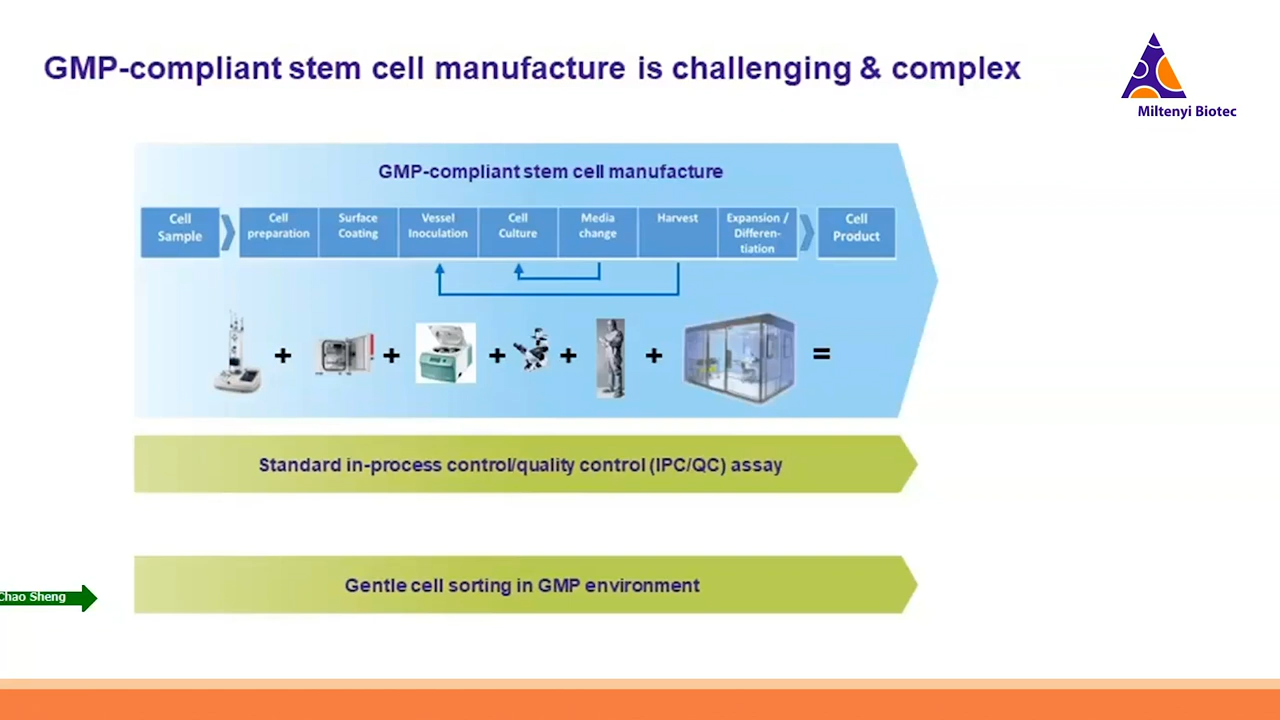 GMP-compliant stem cell manufacture is challenging & complex
Miltenyi Biotec
GMP-compliant stem cell manufacture
Cell
Sample
Cell
preparation
Surface
Coating
Vessel
Inoculation
Cell
Culture
Media
change
Harvest
Expansion /
Differen-
tiation
Cell
Product
+ + + + + =
Standard in-process control/quality control (IPC/QC) assay
Chao Sheng
Gentle cell sorting in GMP environment